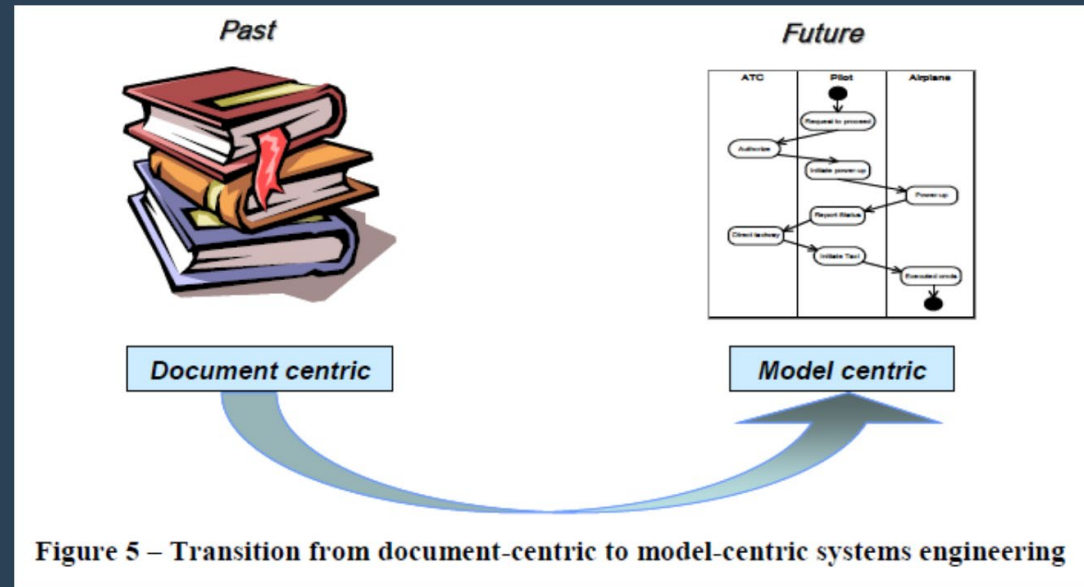 Past
Future
ATC
Pilot
Airplane
Request to proceed
Authorize
Initiate power-up
Power-up
Report Status
Direct taxiway
Initiate Taxi
Executed cmds
Document centric
Model centric
Figure 5 – Transition from document-centric to model-centric systems engineering